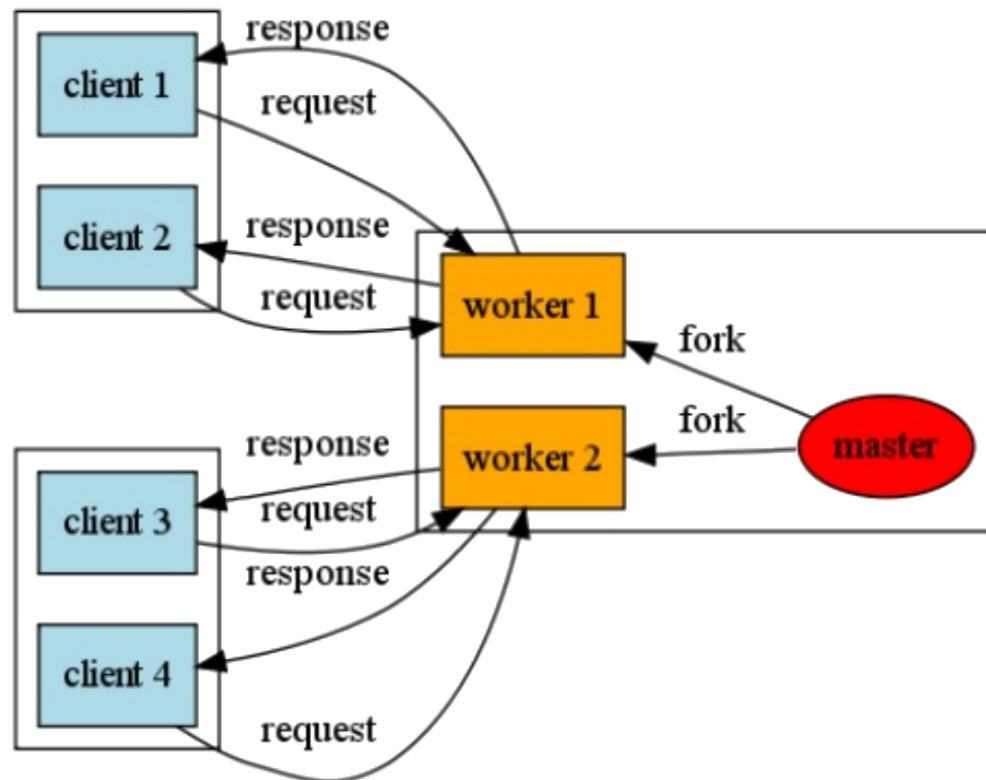 response
client 1
request
client 2
response
request
worker 1
fork
fork
response
worker 2
master
client 3
request
response
client 4
request